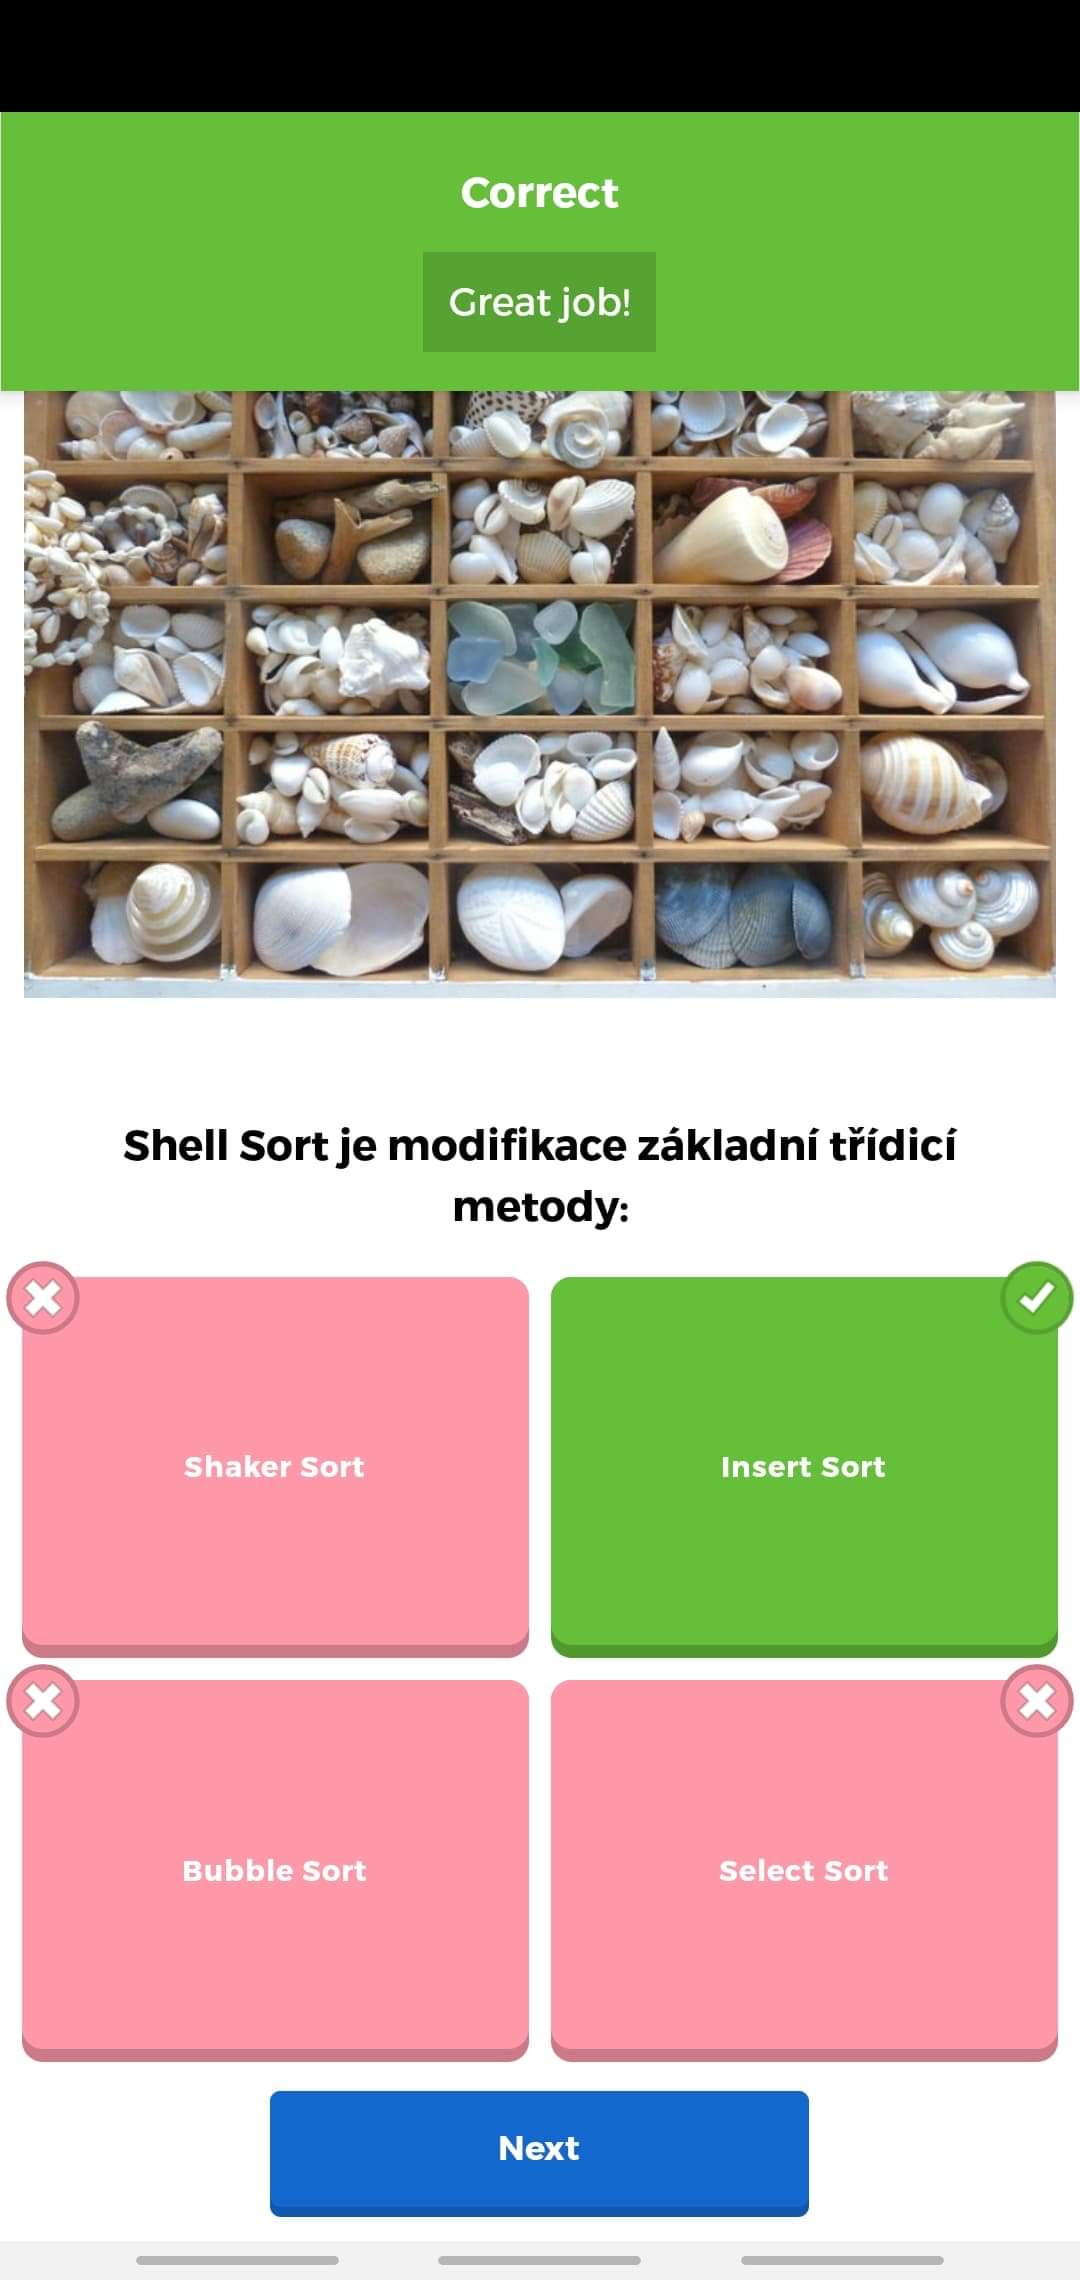 Correct
Great job!
Shell Sort je modifikace základní třídicí
metody:
Shaker Sort
Insert Sort
Bubble Sort
Select Sort
Next